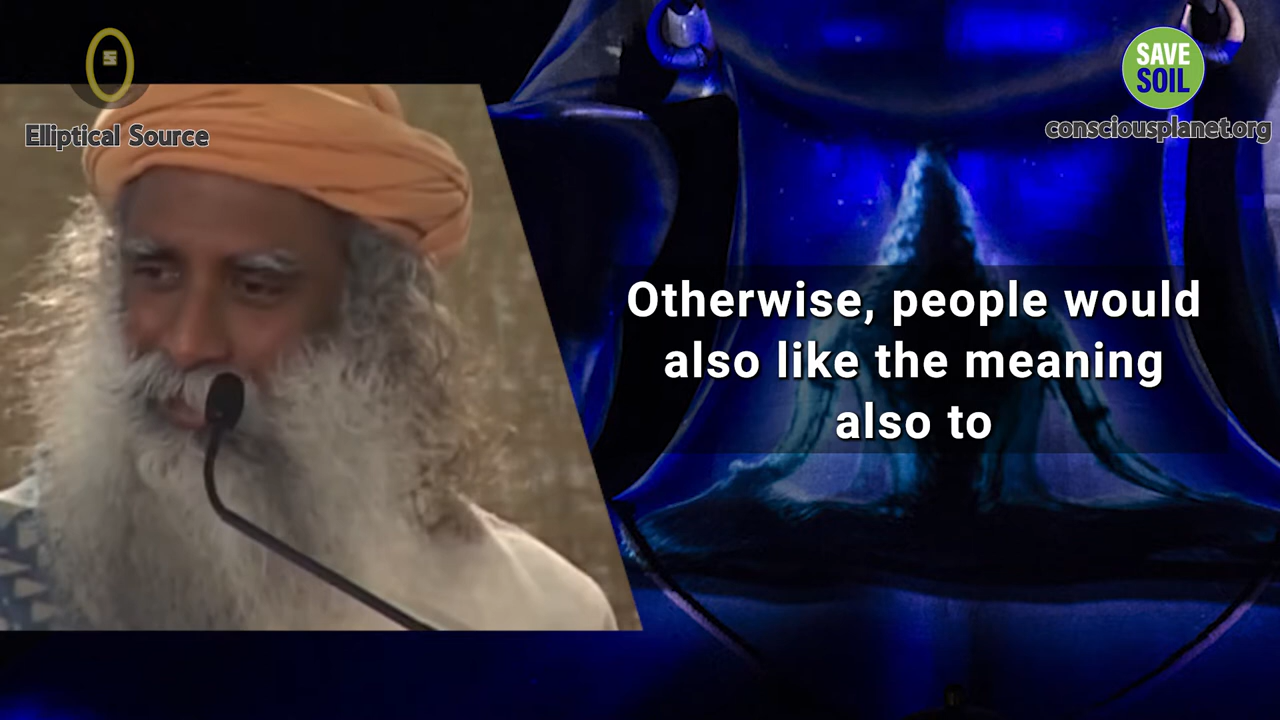 Elliptical Source
SAVE
SOIL
consciousplanet.org
Otherwise, people would
also like the meaning
also to